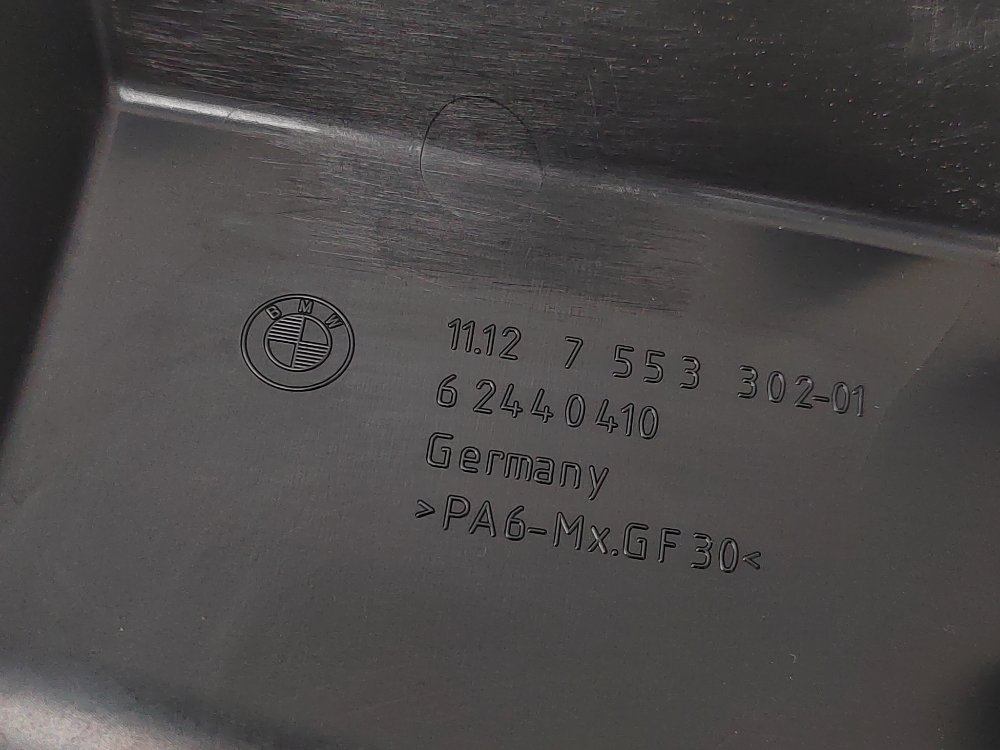 BMW
11.12 7 553 302-01
6 2440410
Germany
>PA6-Mx.GF30<